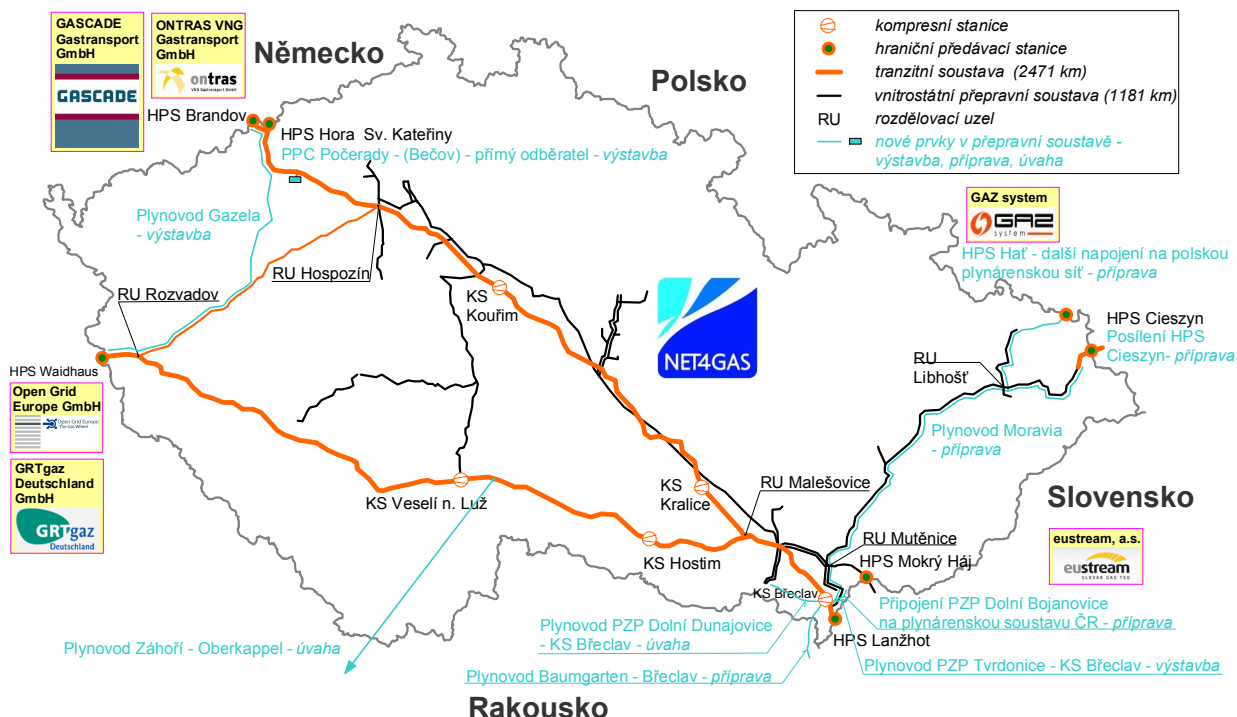 GASCADE
Gastransport
GmbH
GASCADE
ONTRAS VNG
Gastransport
GmbH
ontras
VNG Gastransport GmbH
Německo
Polsko
kompresní stanice
hraniční předávací stanice
tranzitní soustava (2471 km)
vnitrostátní přepravní soustava (1181 km)
RU rozdělovací uzel
nové prvky v přepravní soustavě -
výstavba, příprava, úvaha
HPS Brandov
HPS Hora Sv. Kateřiny
PPC Počerady - (Bečov) - přímý odběratel - výstavba
Plynovod Gazela
- výstavba
RU Hospozín
RU Rozvadov
KS
Kouřim
NET4GAS
GAZ system
GAZ
system
HPS Hať - další napojení na polskou
plynárenskou síť - příprava
HPS Cieszyn
Posílení HPS
Cieszyn- příprava
RU
Libhošť
HPS Waidhaus
Open Grid
Europe GmbH
Open Grid Europe
The Gas Wheel
GRTgaz
Deutschland
GmbH
GRTgaz
Deutschland
Plynovod Moravia
- příprava
KS Veselí n. Luž
KS
Kralice
RU Malešovice
Slovensko
KS Hostim
RU Mutěnice
HPS Mokrý Háj
eustream, a.s.
eustream
SLOVAK GAS TSO
KS Břeclav
Připojení PZP Dolní Bojanovice
na plynárenskou soustavu ČR - příprava
HPS Lanžhot
Plynovod PZP Dolní Dunajovice
- KS Břeclav - úvaha
Plynovod Záhoří - Oberkappel - úvaha
Plynovod PZP Tvrdonice - KS Břeclav - výstavba
Plynovod Baumgarten - Břeclav - příprava
Rakousko